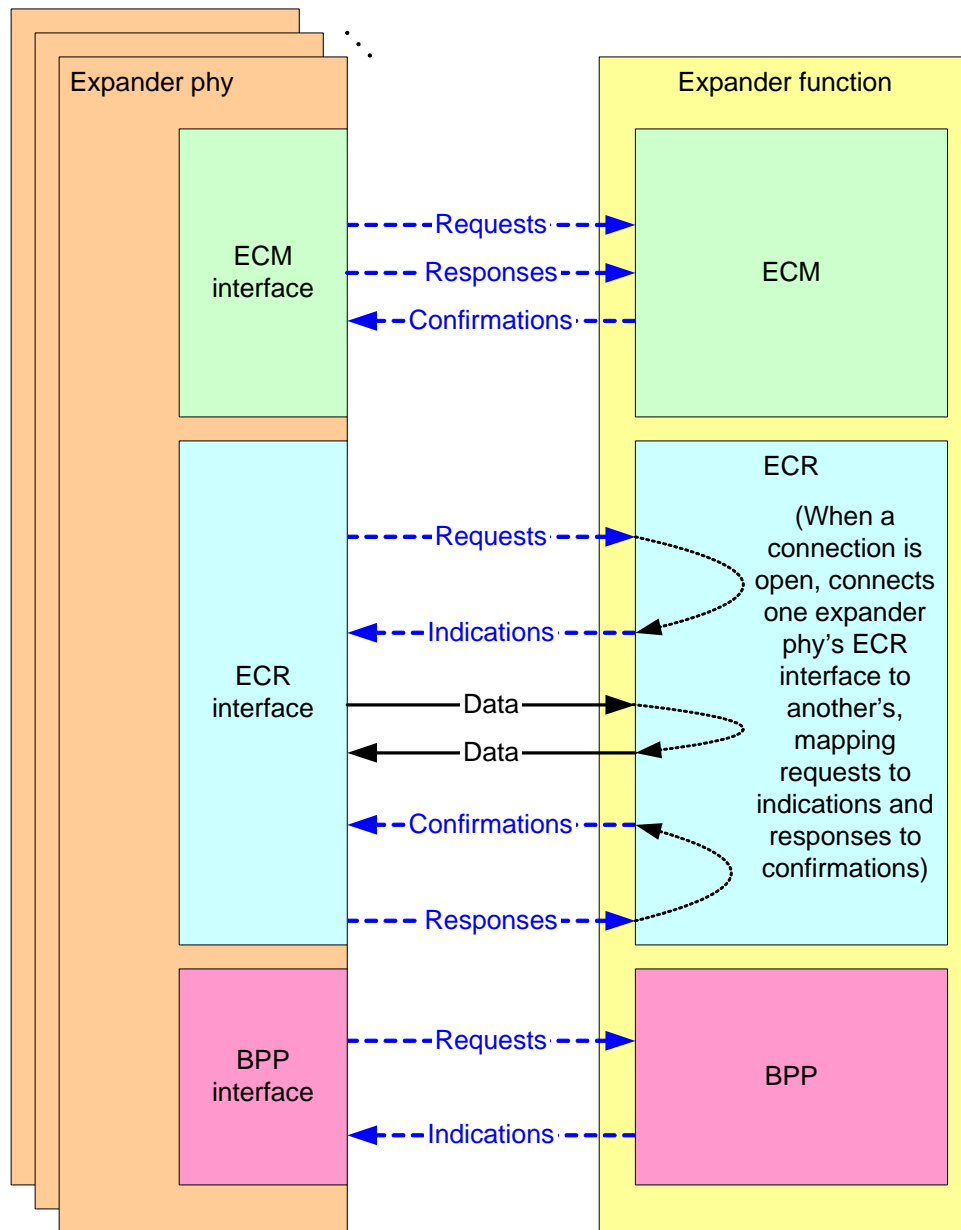 Expander phy
Expander function
ECM
interface
Requests
Responses
Confirmations
ECM
ECR
interface
Requests
Indications
Data
Data
Confirmations
Responses
ECR
(When a
connection is
open, connects
one expander
phy's ECR
interface to
another's,
mapping
requests to
indications and
responses to
confirmations)
BPP
interface
Requests
Indications
BPP